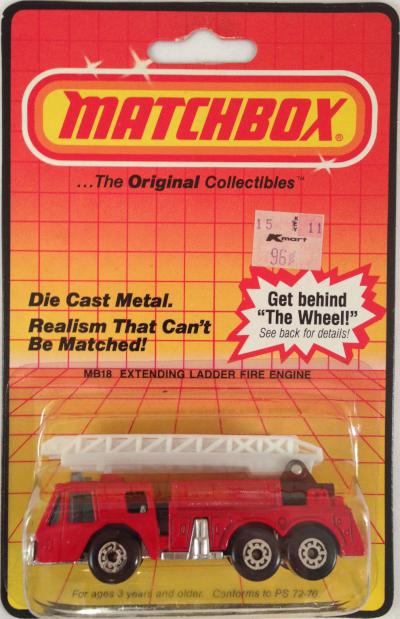 MATCHBOX®
...The Original Collectibles™
15 KEY 11
Kmart
96¢
Die Cast Metal.
Realism That Can't
Be Matched!
Get behind
"The Wheel!"
See back for details!
MB18 EXTENDING LADDER FIRE ENGINE
For ages 3 years and older. Conforms to PS 72-76